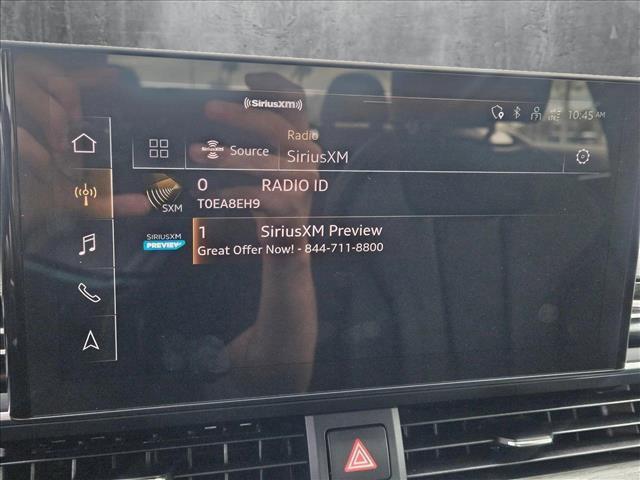 ((SiriusXM))
10:45 AM
Radio
SiriusXM Source
SiriusXM
0 RADIO ID
SXM T0EA8EH9
SIRIUSXM 1 SiriusXM Preview
PREVIEW Great Offer Now! - 844-711-8800